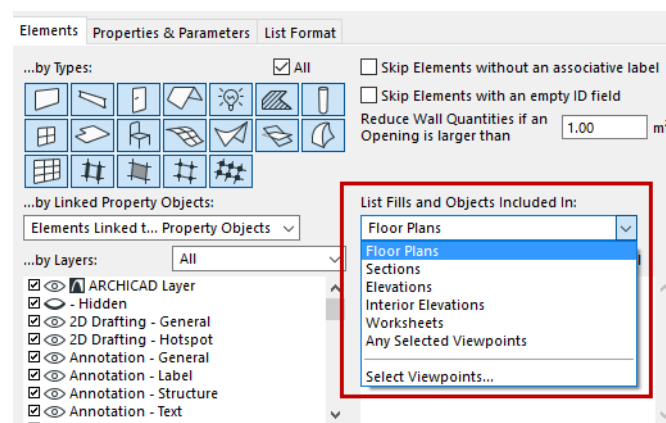 Elements Properties & Parameters List Format
...by Types: All
Skip Elements without an associative label
Skip Elements with an empty ID field
Reduce Wall Quantities if an
Opening is larger than 1.00
...by Linked Property Objects:
Elements Linked t... Property Objects
...by Layers: All
ARCHICAD Layer
- Hidden
2D Drafting - General
2D Drafting - Hotspot
Annotation - General
Annotation - Label
Annotation - Structure
Annotation - Text
List Fills and Objects Included In:
Floor Plans
Floor Plans
Sections
Elevations
Interior Elevations
Worksheets
Any Selected Viewpoints
Select Viewpoints...